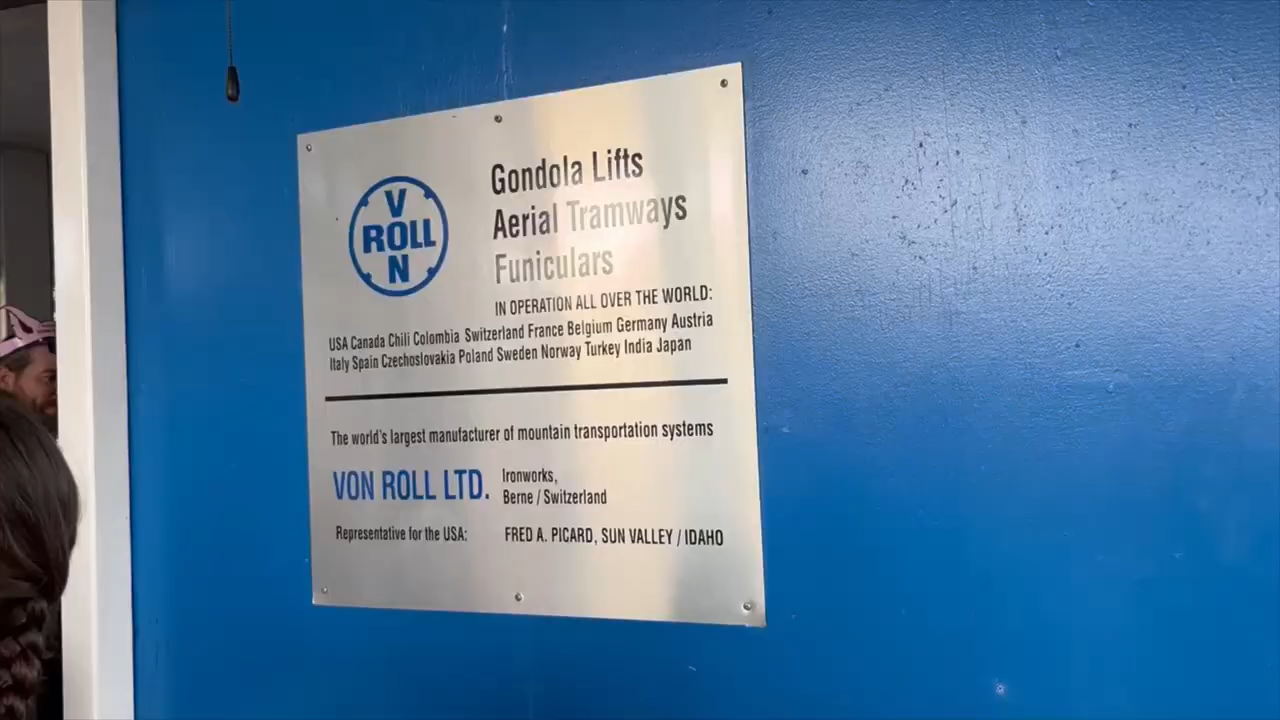 V
ROLL
N
Gondola Lifts
Aerial Tramways
Funiculars
IN OPERATION ALL OVER THE WORLD:
USA Canada Chili Colombia Switzerland France Belgium Germany Austria
Italy Spain Czechoslovakia Poland Sweden Norway Turkey India Japan
The world's largest manufacturer of mountain transportation systems
VON ROLL LTD. Ironworks,
Berne / Switzerland
Representative for the USA: FRED A. PICARD, SUN VALLEY / IDAHO